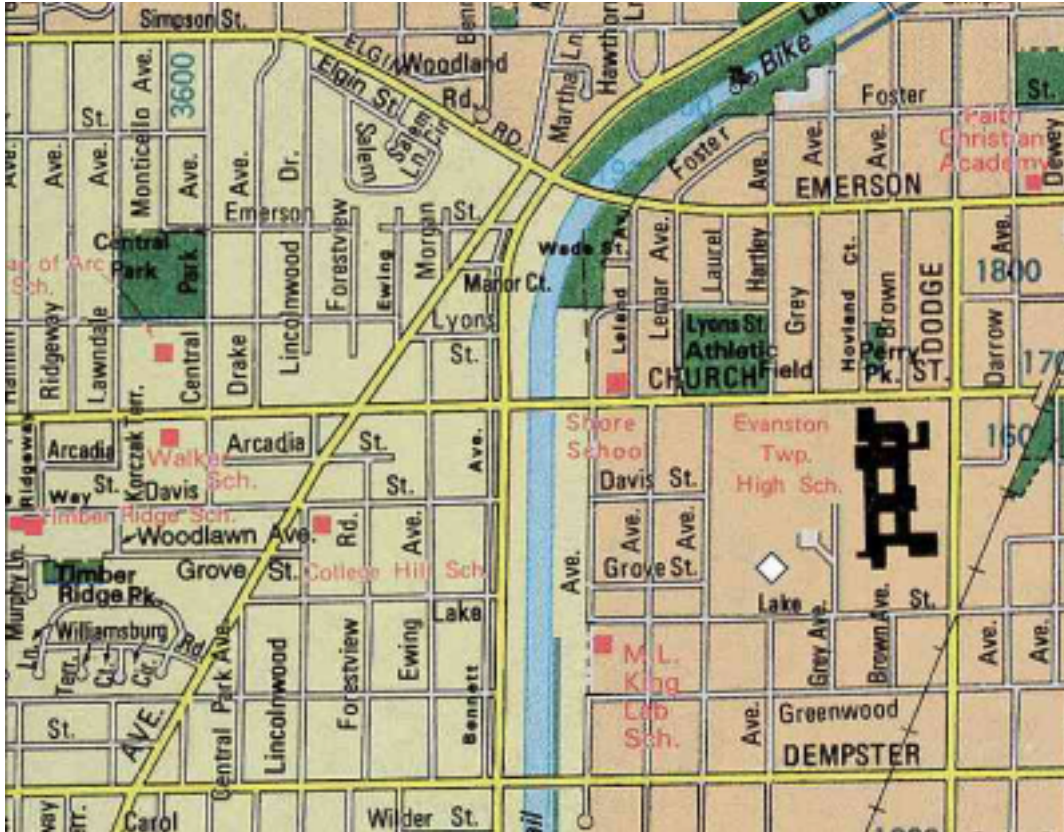 Simpson St.
Bike
ELGIN
Woodland
Rd.
RD.
Elgin St.
Martha Ln.
Hawthorn
Foster
St.
Monticello Ave.
3600
St.
Ave.
Ave.
Ave.
Dr.
Salem
Salem
Ln.
Cir.
Foster
Ave.
Ave.
Ave.
Faith
Christian
Academy
EMERSON
Emerson
St.
Forestview
Ewing
Morgan
Central
Park
Park
of Arc
Sch.
Wade St.
Ave.
Lemar Ave.
Laurel
Hartley
Grey
Hovland Ct.
Brown
DODGE
Ave.
1800
Manor Ct.
Ridgeway
Lawndale
Central
Drake
Lincolnwood
Lyons
St.
Leland
Lyons St.
Athletic
Field
Perry
Pk.
Darrow
CHURCH
ST.
Korczak Terr.
Ridgeway
Arcadia
Arcadia
St.
Ave.
Shore
School
Evanston
Twp.
High Sch.
160
Walker
Sch.
Way
St.
Davis
St.
Davis St.
Timber Ridge Sch.
Woodlawn Ave.
Rd.
Ave.
Ave.
Ave.
Grove St.
College Hill Sch.
Ave.
Grove St.
Murphy Ln.
Timber
Ridge Pk.
Lake
Lake
St.
Williamsburg
Rd.
Ln.
Terr.
Ct.
Cir.
Grey Ave.
Brown Ave.
Ave.
Ave.
M.L.
King
Lab
Sch.
Central Park Ave.
Lincolnwood
Forestview
Ewing
Bennett
St.
AVE.
Ave.
Greenwood
DEMPSTER
Carol
Wilder St.